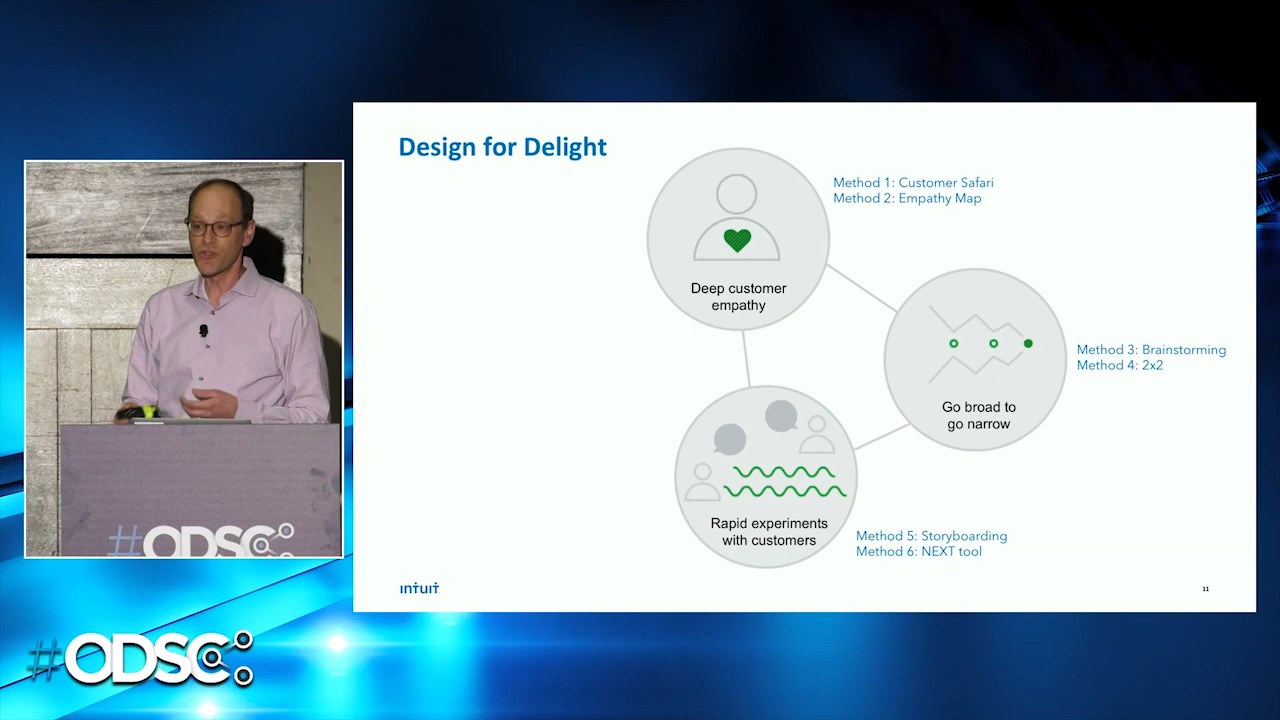 Design for Delight
Method 1: Customer Safari
Method 2: Empathy Map
Deep customer
empathy
Method 3: Brainstorming
Method 4: 2x2
Go broad to
go narrow
Rapid experiments
with customers
Method 5: Storyboarding
Method 6: NEXT tool
INTUIT
11
#ODSC
#ODSC